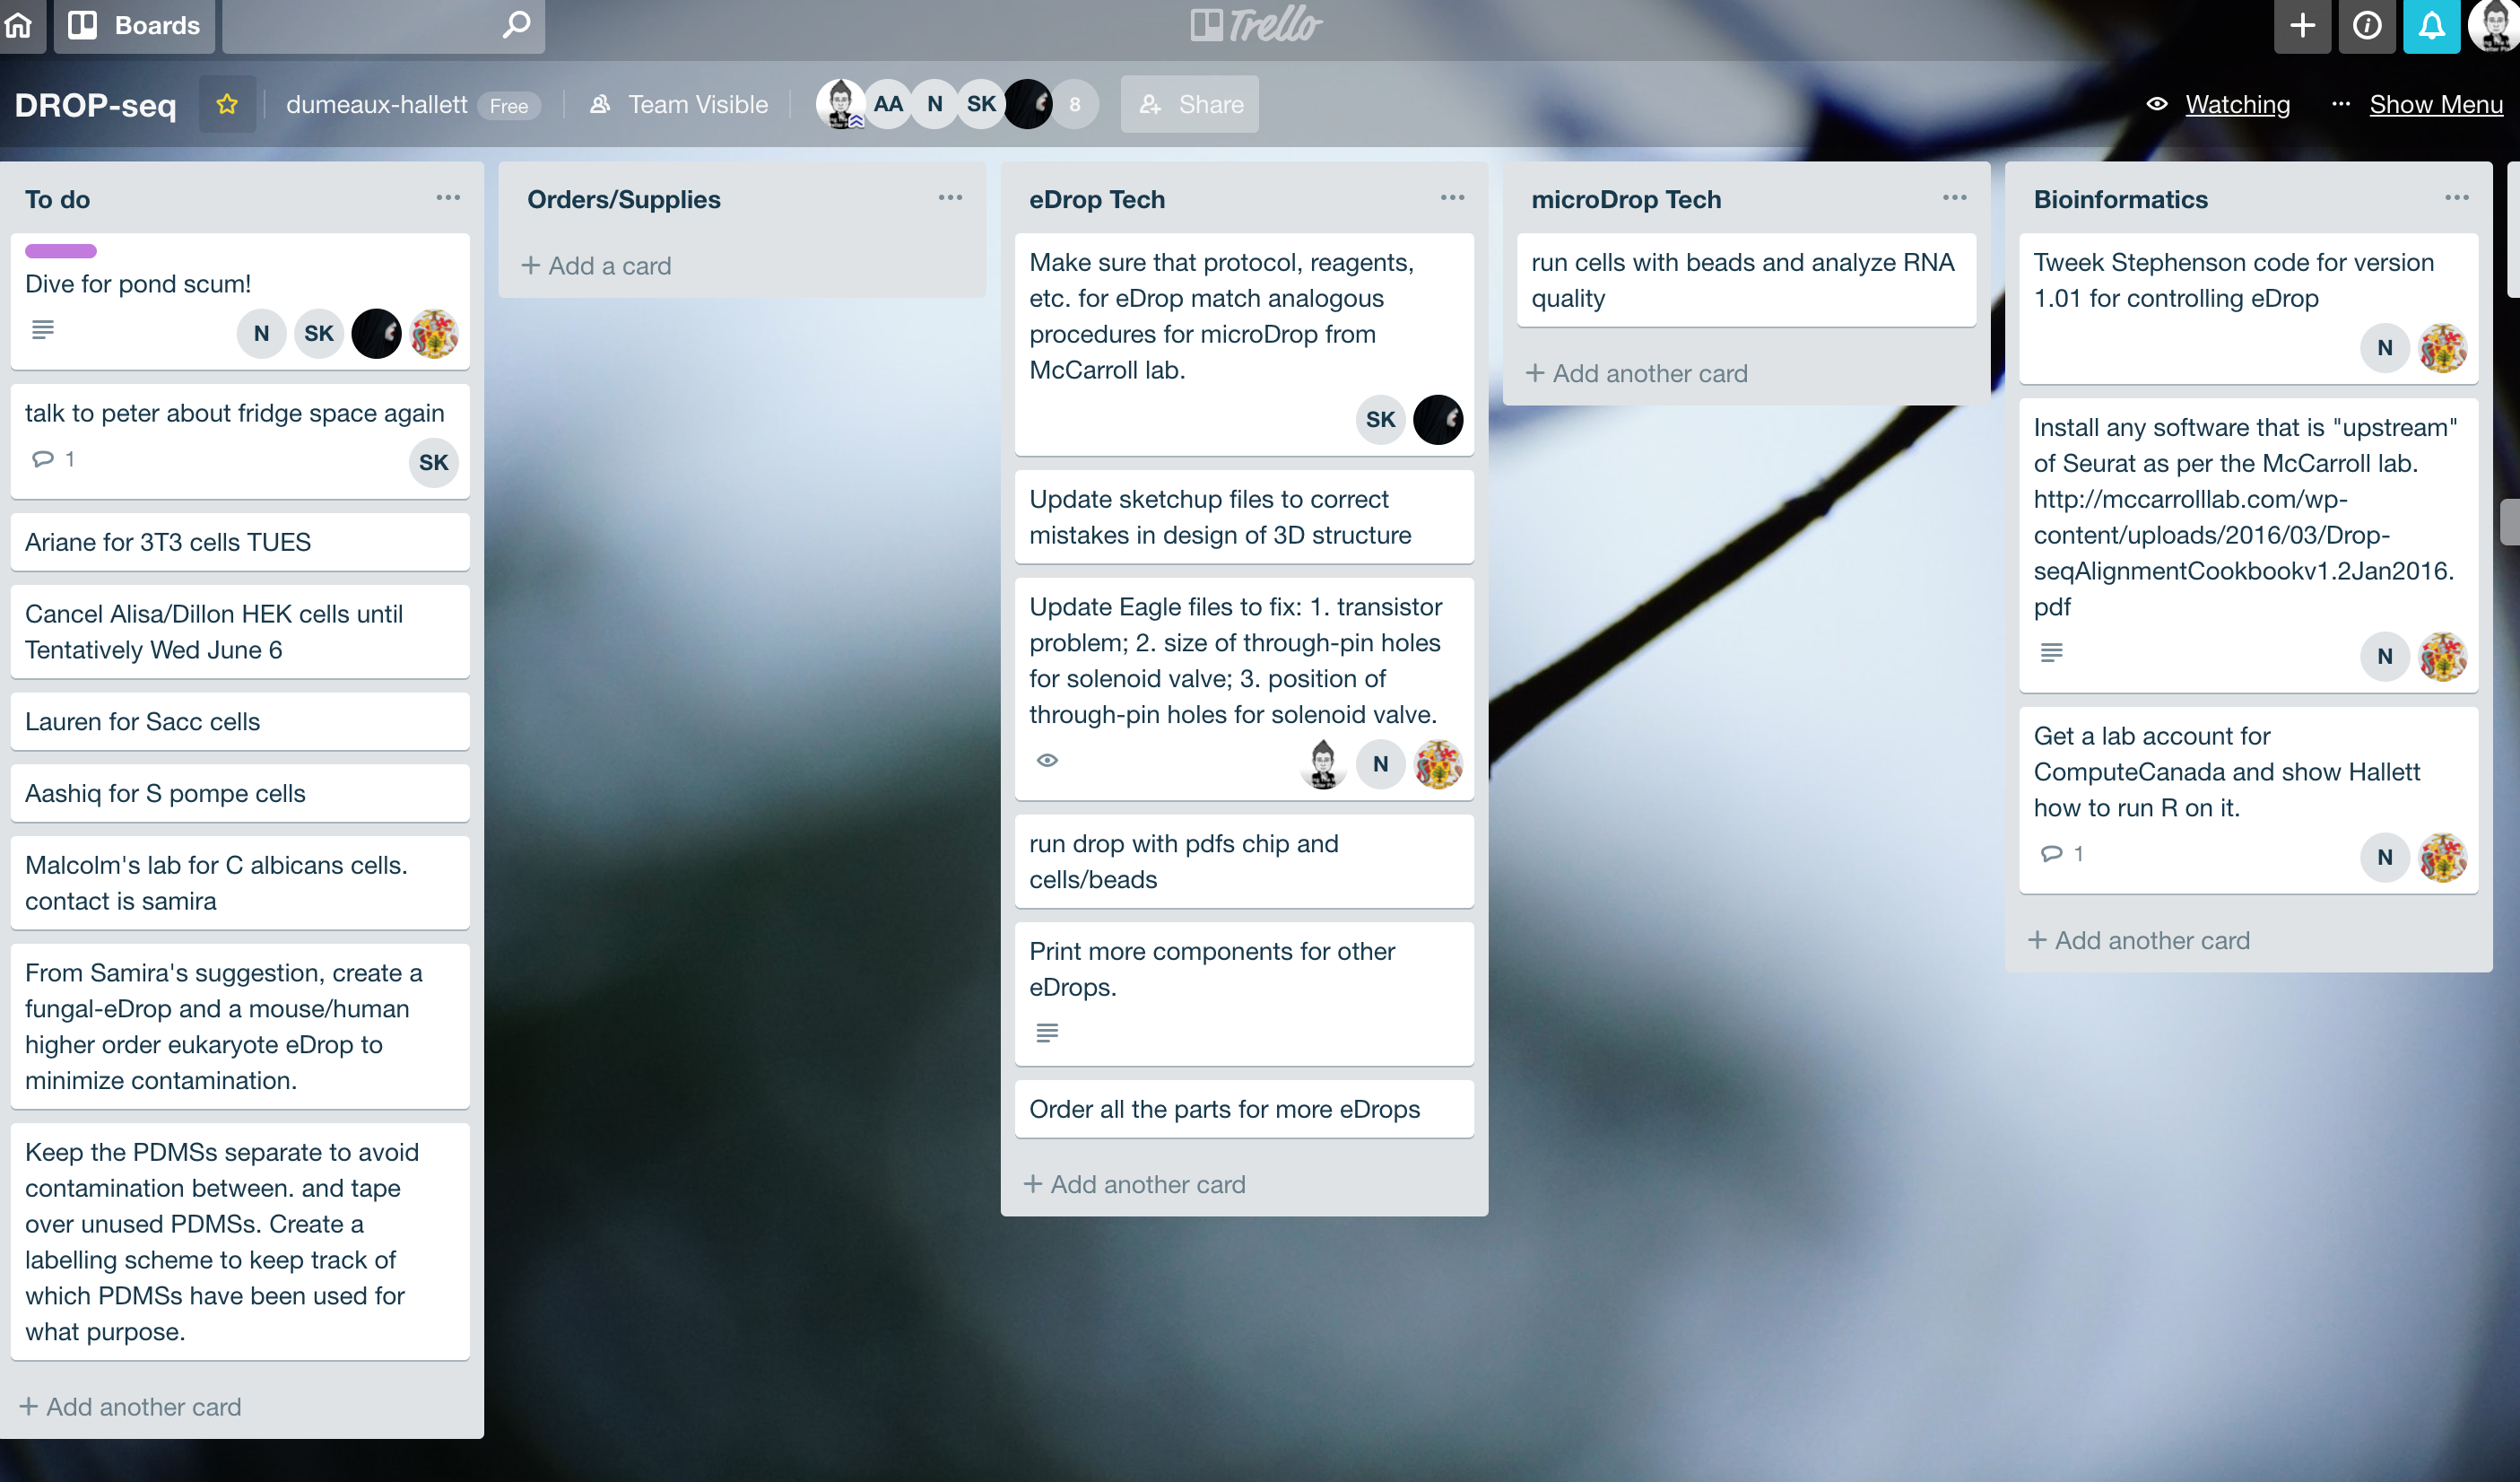 Boards
Trello
DROP-seq
dumeaux-hallett Free
Team Visible
AA N SK 8
Share
Watching
... Show Menu
To do
Dive for pond scum!
N SK
talk to peter about fridge space again
1
SK
Ariane for 3T3 cells TUES
Cancel Alisa/Dillon HEK cells until
Tentatively Wed June 6
Lauren for Sacc cells
Aashiq for S pompe cells
Malcolm's lab for C albicans cells.
contact is samira
From Samira's suggestion, create a
fungal-eDrop and a mouse/human
higher order eukaryote eDrop to
minimize contamination.
Keep the PDMSs separate to avoid
contamination between. and tape
over unused PDMSs. Create a
labelling scheme to keep track of
which PDMSs have been used for
what purpose.
+ Add another card
Orders/Supplies
+ Add a card
eDrop Tech
Make sure that protocol, reagents,
etc. for eDrop match analogous
procedures for microDrop from
McCarroll lab.
SK
Update sketchup files to correct
mistakes in design of 3D structure
Update Eagle files to fix: 1. transistor
problem; 2. size of through-pin holes
for solenoid valve; 3. position of
through-pin holes for solenoid valve.
N
run drop with pdfs chip and
cells/beads
Print more components for other
eDrops.
Order all the parts for more eDrops
+ Add another card
microDrop Tech
run cells with beads and analyze RNA
quality
+ Add another card
Bioinformatics
Tweek Stephenson code for version
1.01 for controlling eDrop
N
Install any software that is "upstream"
of Seurat as per the McCarroll lab.
http://mccarrolllab.com/wp-
content/uploads/2016/03/Drop-
seqAlignmentCookbookv1.2Jan2016.
pdf
N
Get a lab account for
ComputeCanada and show Hallett
how to run R on it.
1
N
+ Add another card